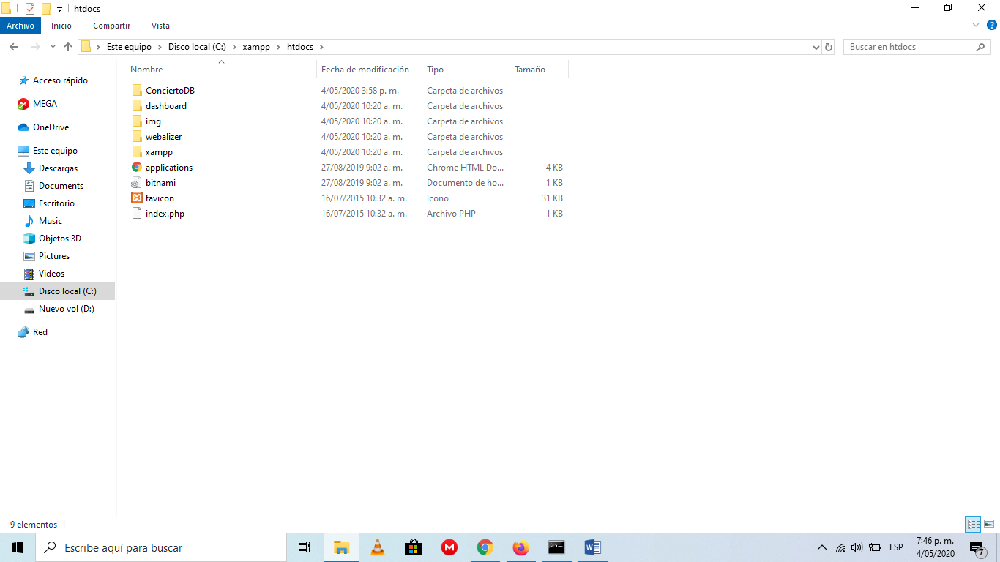 htdocs
Archivo Inicio Compartir Vista
Este equipo Disco local (C:) xampp htdocs Buscar en htdocs
Nombre Fecha de modificación Tipo Tamaño
Acceso rápido
MEGA
OneDrive
Este equipo
Descargas
Documents
Escritorio
Music
Objetos 3D
Pictures
Videos
Disco local (C:)
Nuevo vol (D:)
Red
ConciertoDB 4/05/2020 3:58 p. m. Carpeta de archivos
dashboard 4/05/2020 10:20 a. m. Carpeta de archivos
img 4/05/2020 10:20 a. m. Carpeta de archivos
webalizer 4/05/2020 10:20 a. m. Carpeta de archivos
xampp 4/05/2020 10:20 a. m. Carpeta de archivos
applications 27/08/2019 9:02 a. m. Chrome HTML Do... 4 KB
bitnami 27/08/2019 9:02 a. m. Documento de ho... 1 KB
favicon 16/07/2015 10:32 a. m. Icono 31 KB
index.php 16/07/2015 10:32 a. m. Archivo PHP 1 KB
9 elementos
Escribe aquí para buscar
ESP
7:46 p. m.
4/05/2020
7